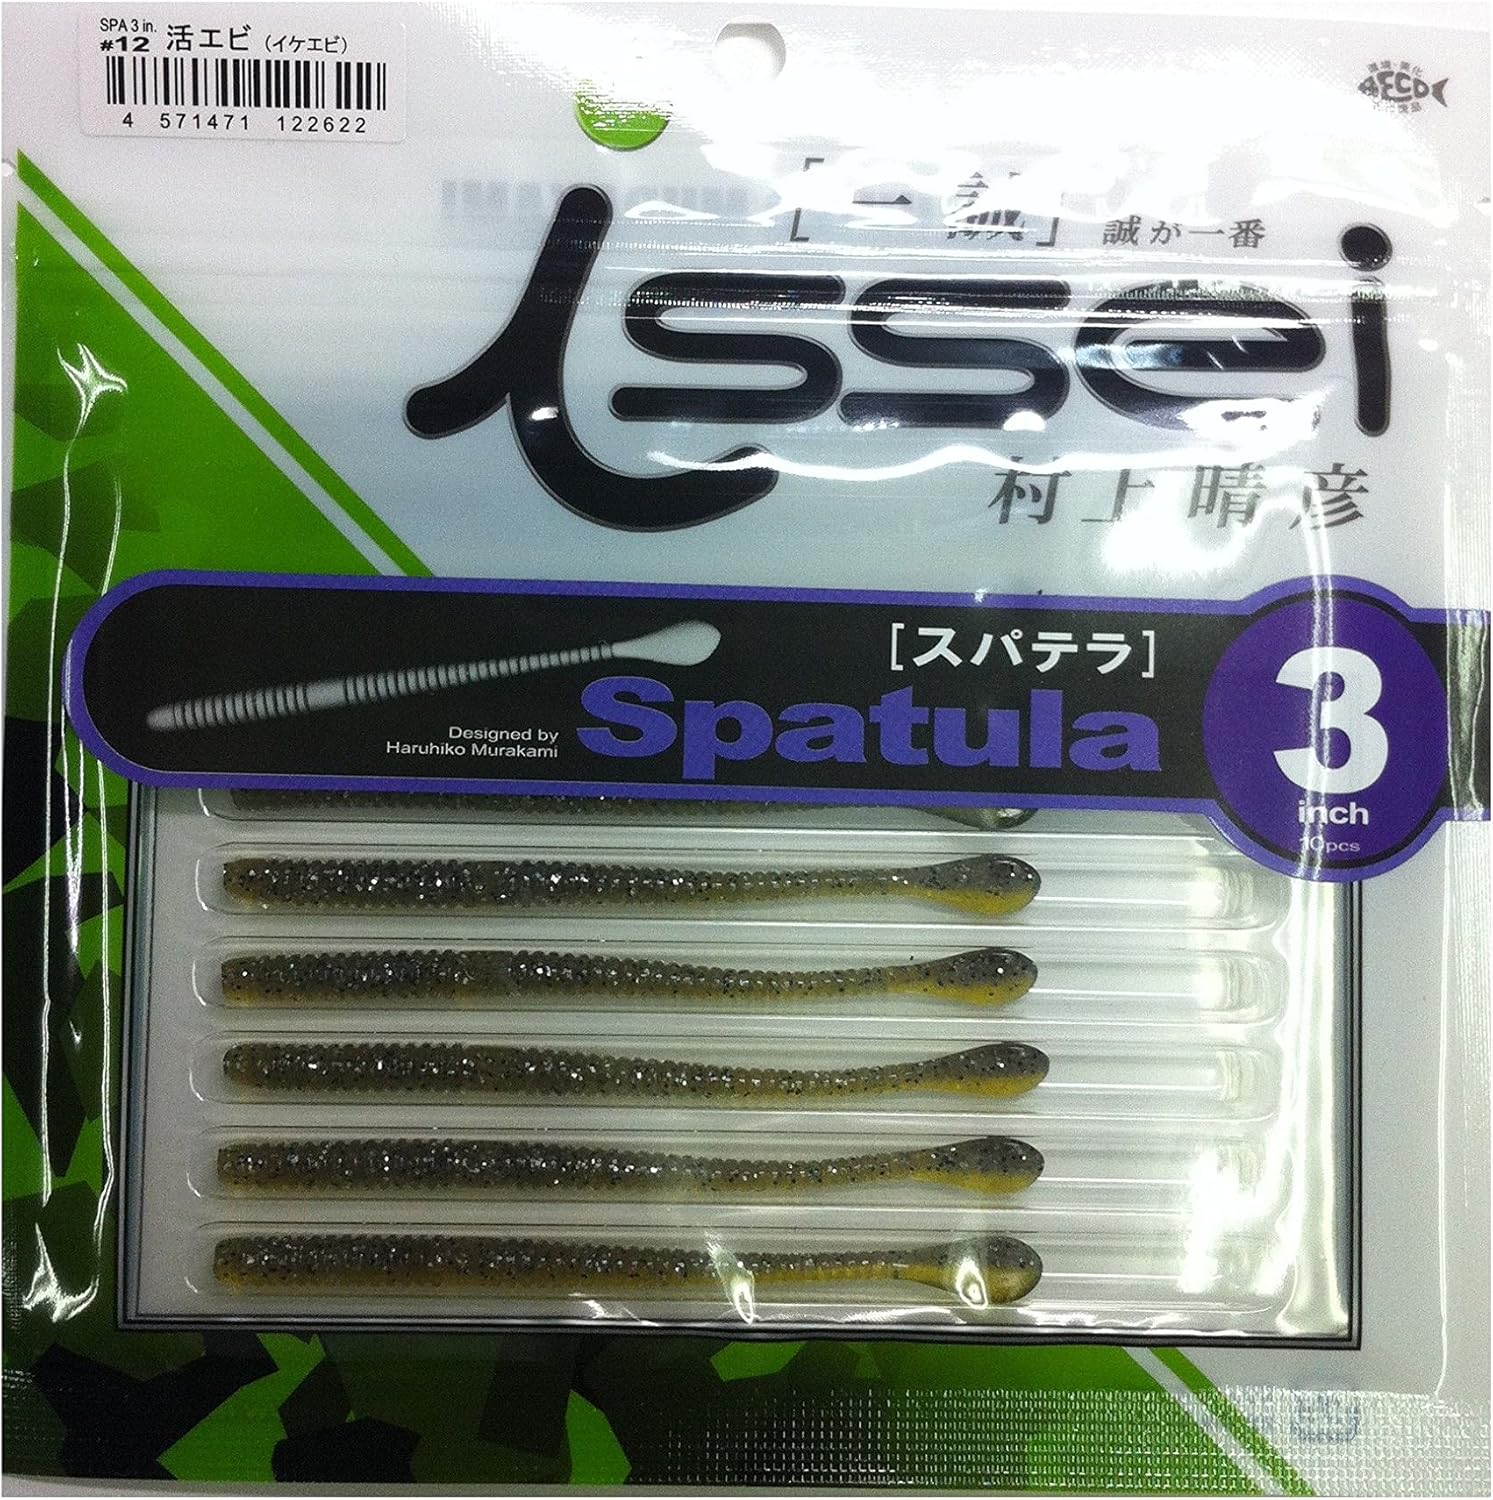 SPA 3 in.
#12 活エビ (イケエビ)
4 571471 122622
[一誠] 誠が一番
issei
村上晴彦
[スパテラ]
Spatula
Designed by
Haruhiko Murakami
3
inch
10pcs